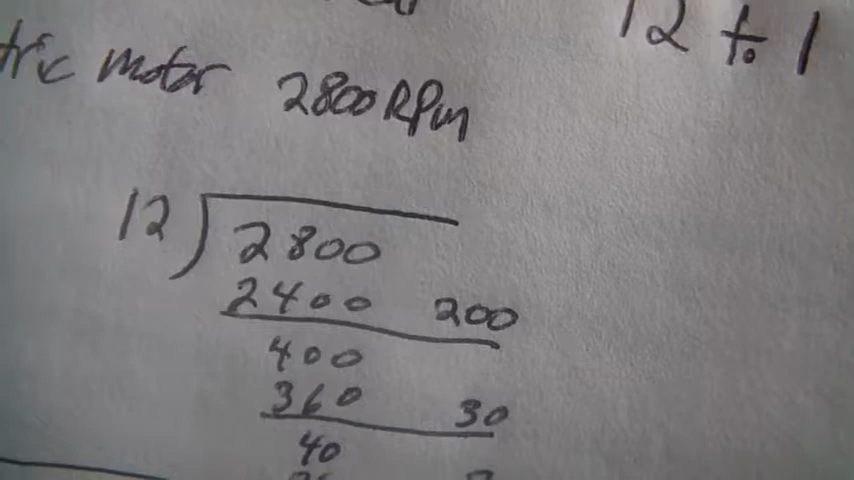 12 to 1
tric motor 2800 RPm
12 2800
2400 200
400
360 30
40